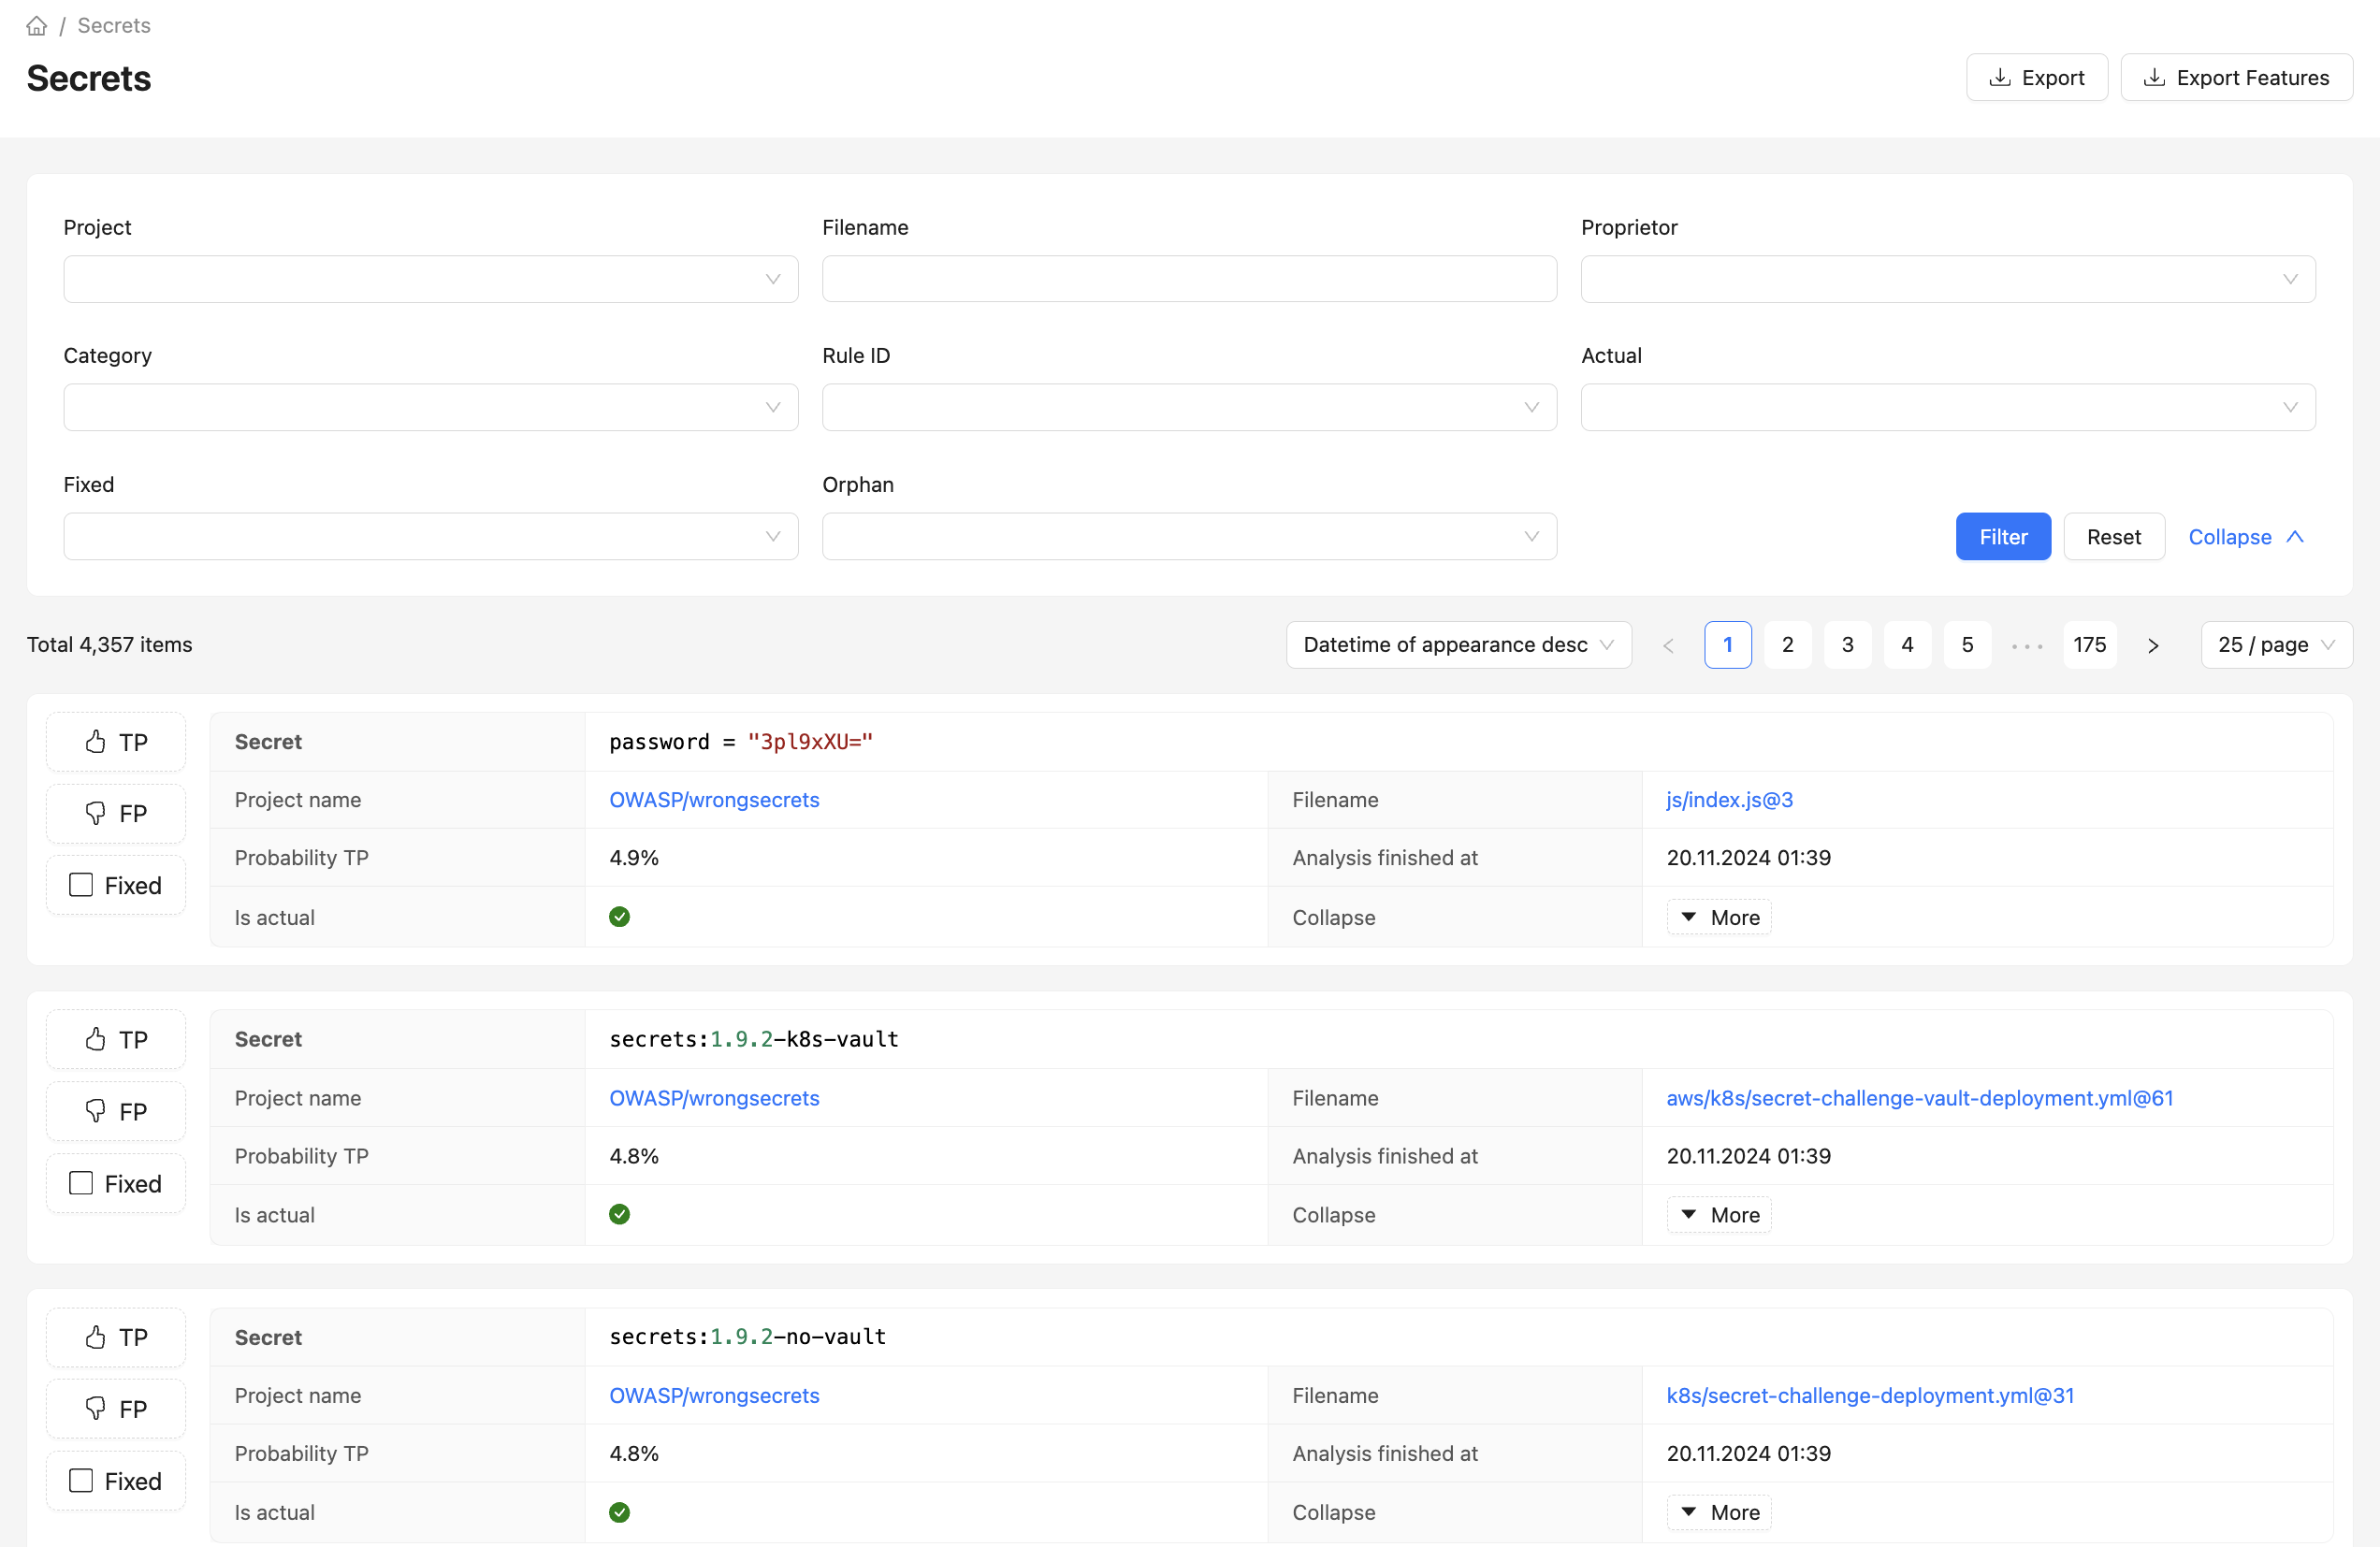 / Secrets
Secrets
Export
Export Features
Project
Filename
Proprietor
Category
Rule ID
Actual
Fixed
Orphan
Filter
Reset
Collapse
Total 4,357 items
Datetime of appearance desc
1
2
3
4
5
•••
175
25 / page
TP
FP
Fixed
Secret
password = "3pl9xXU="
Project name
OWASP/wrongsecrets
Filename
js/index.js@3
Probability TP
4.9%
Analysis finished at
20.11.2024 01:39
Is actual
Collapse
More
TP
FP
Fixed
Secret
secrets:1.9.2-k8s-vault
Project name
OWASP/wrongsecrets
Filename
aws/k8s/secret-challenge-vault-deployment.yml@61
Probability TP
4.8%
Analysis finished at
20.11.2024 01:39
Is actual
Collapse
More
TP
FP
Fixed
Secret
secrets:1.9.2-no-vault
Project name
OWASP/wrongsecrets
Filename
k8s/secret-challenge-deployment.yml@31
Probability TP
4.8%
Analysis finished at
20.11.2024 01:39
Is actual
Collapse
More